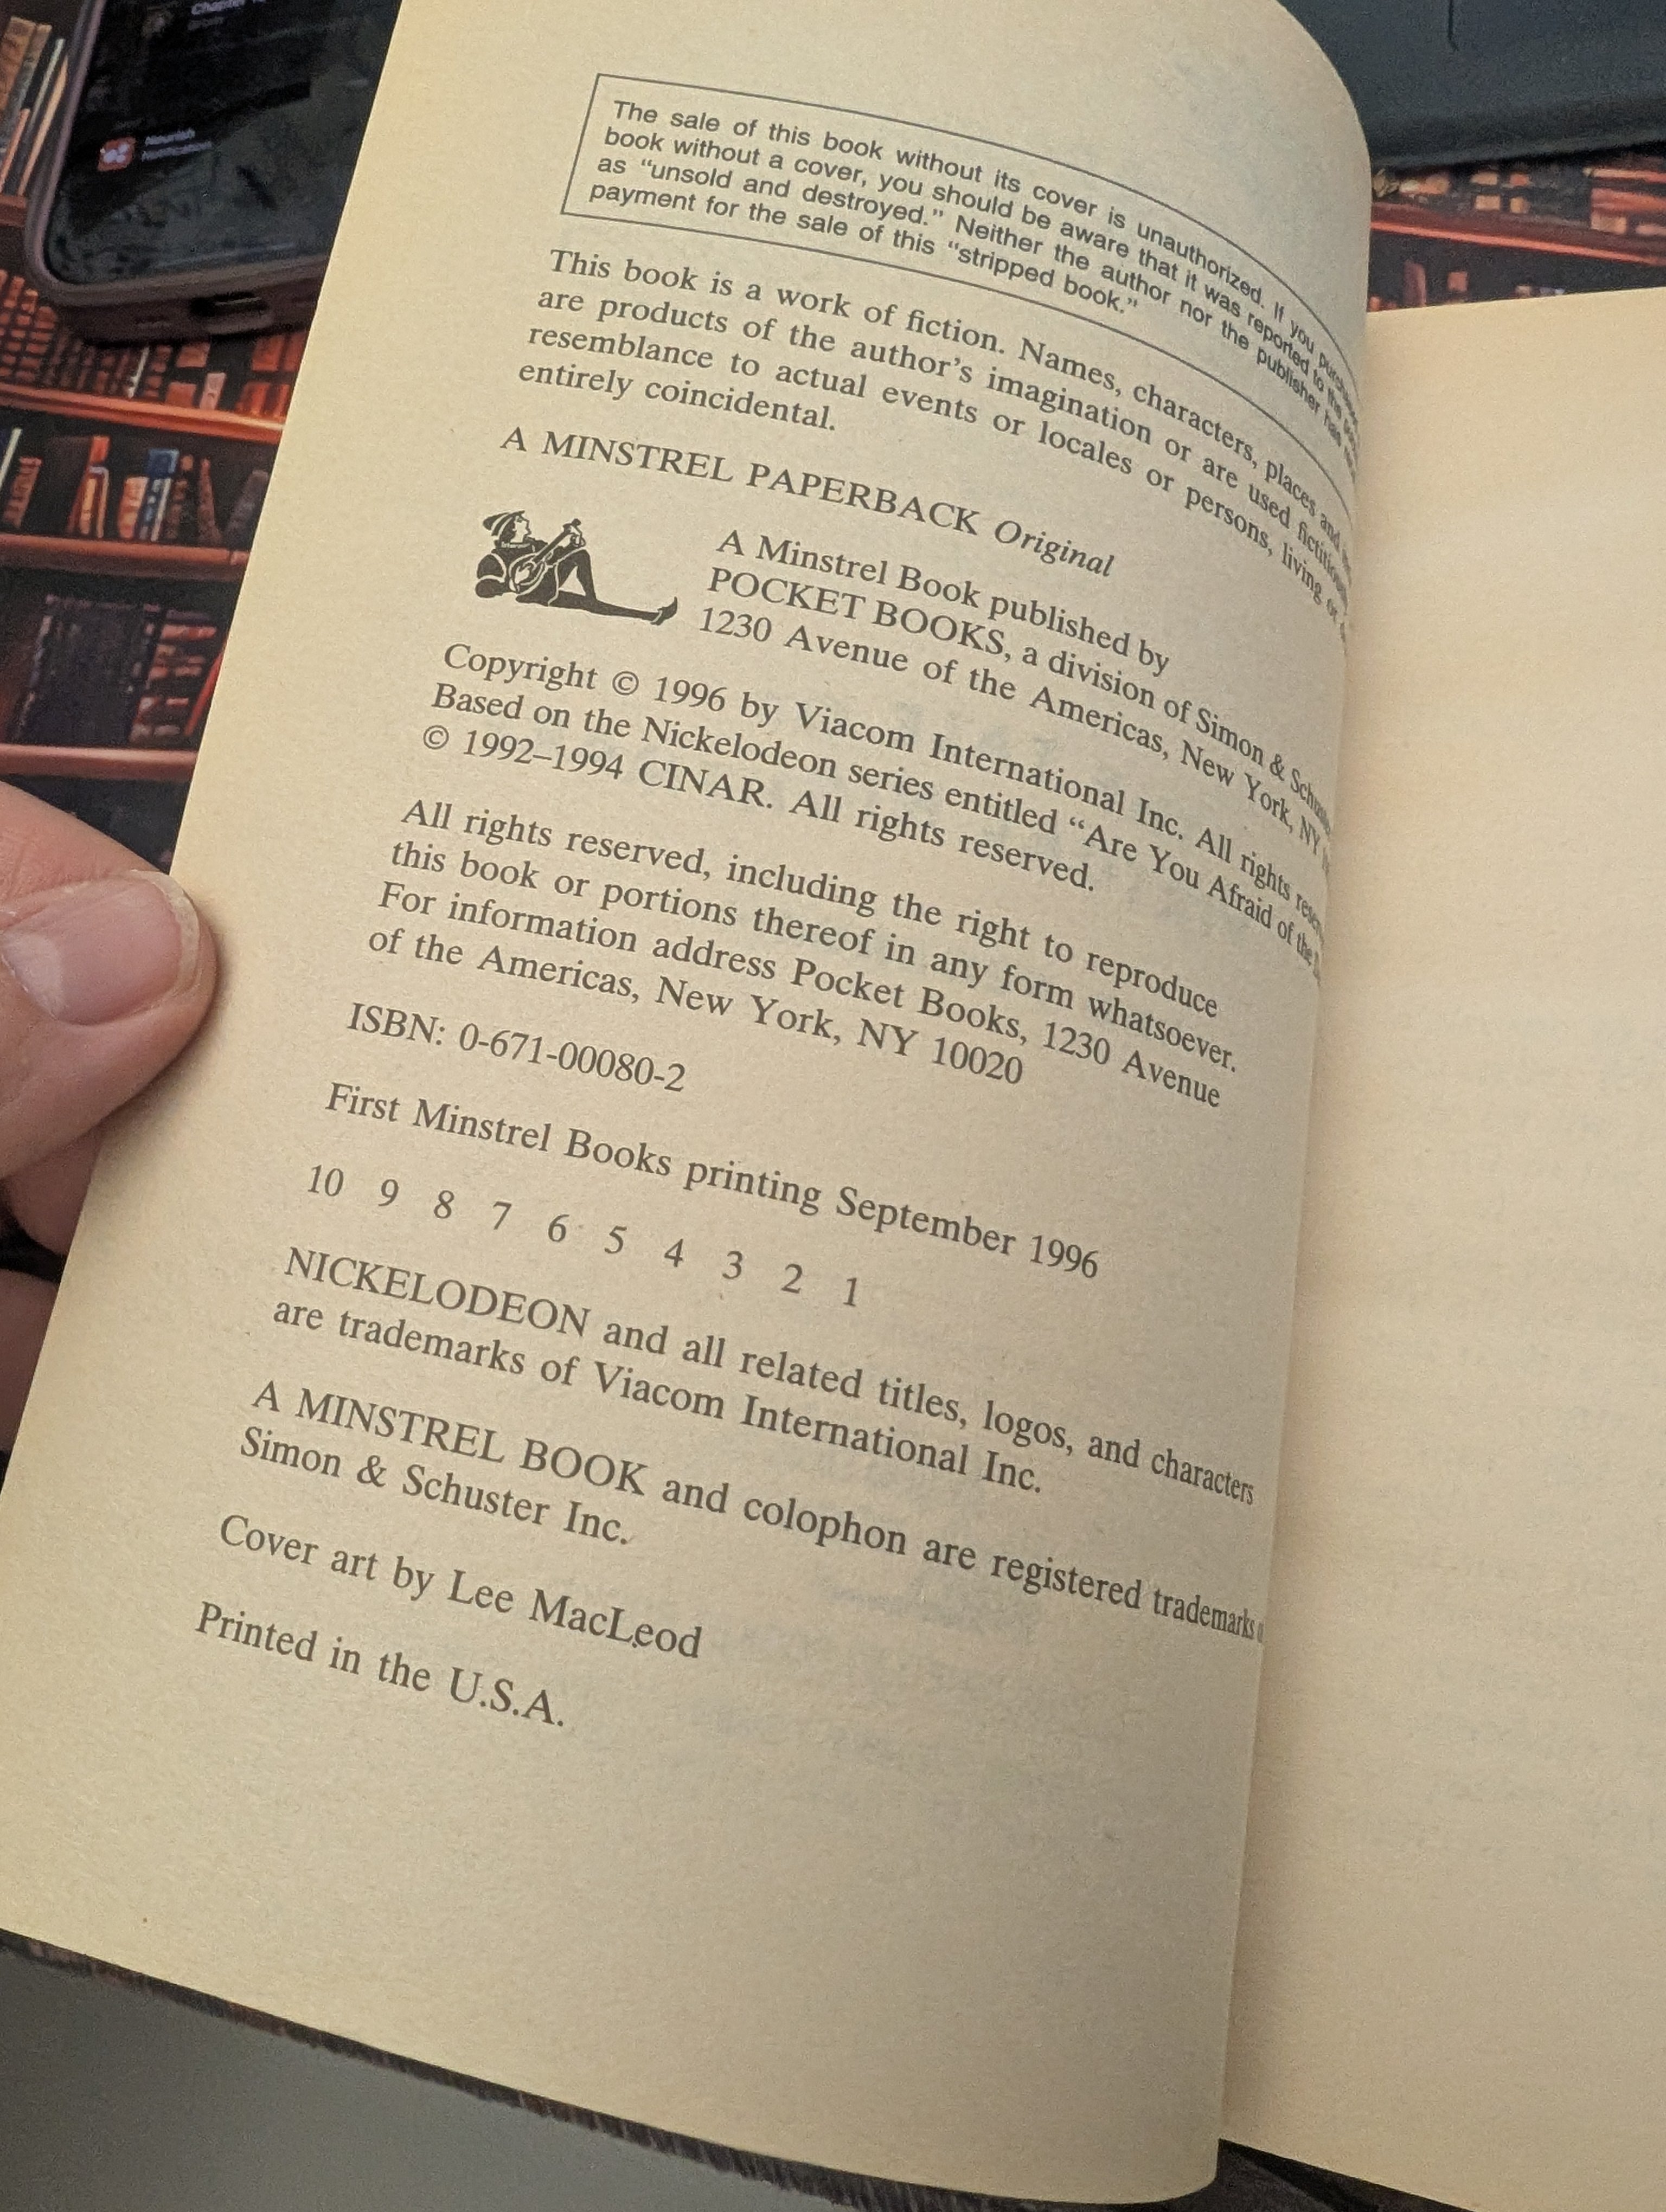 The sale of this book without its cover is unauthorized. If you purchased
book without a cover, you should be aware that it was reported to the
as “unsold and destroyed.” Neither the author nor the publisher has
payment for the sale of this “stripped book.”
This book is a work of fiction. Names, characters, places and
are products of the author’s imagination or are used
resemblance to actual events or locales or persons, living or
entirely coincidental.
A MINSTREL PAPERBACK Original
A Minstrel Book published by
POCKET BOOKS, a division of Simon &
1230 Avenue of the Americas, New York, NY
Copyright © 1996 by Viacom International Inc. All rights
Based on the Nickelodeon series entitled “Are You Afraid of the
© 1992–1994 CINAR. All rights reserved.
All rights reserved, including the right to reproduce
this book or portions thereof in any form whatsoever.
For information address Pocket Books, 1230 Avenue
of the Americas, New York, NY 10020
ISBN: 0-671-00080-2
First Minstrel Books printing September 1996
10 9 8 7 6 5 4 3 2 1
NICKELODEON and all related titles, logos, and characters
are trademarks of Viacom International Inc.
A MINSTREL BOOK and colophon are registered trademarks
Simon & Schuster Inc.
Cover art by Lee MacLeod
Printed in the U.S.A.